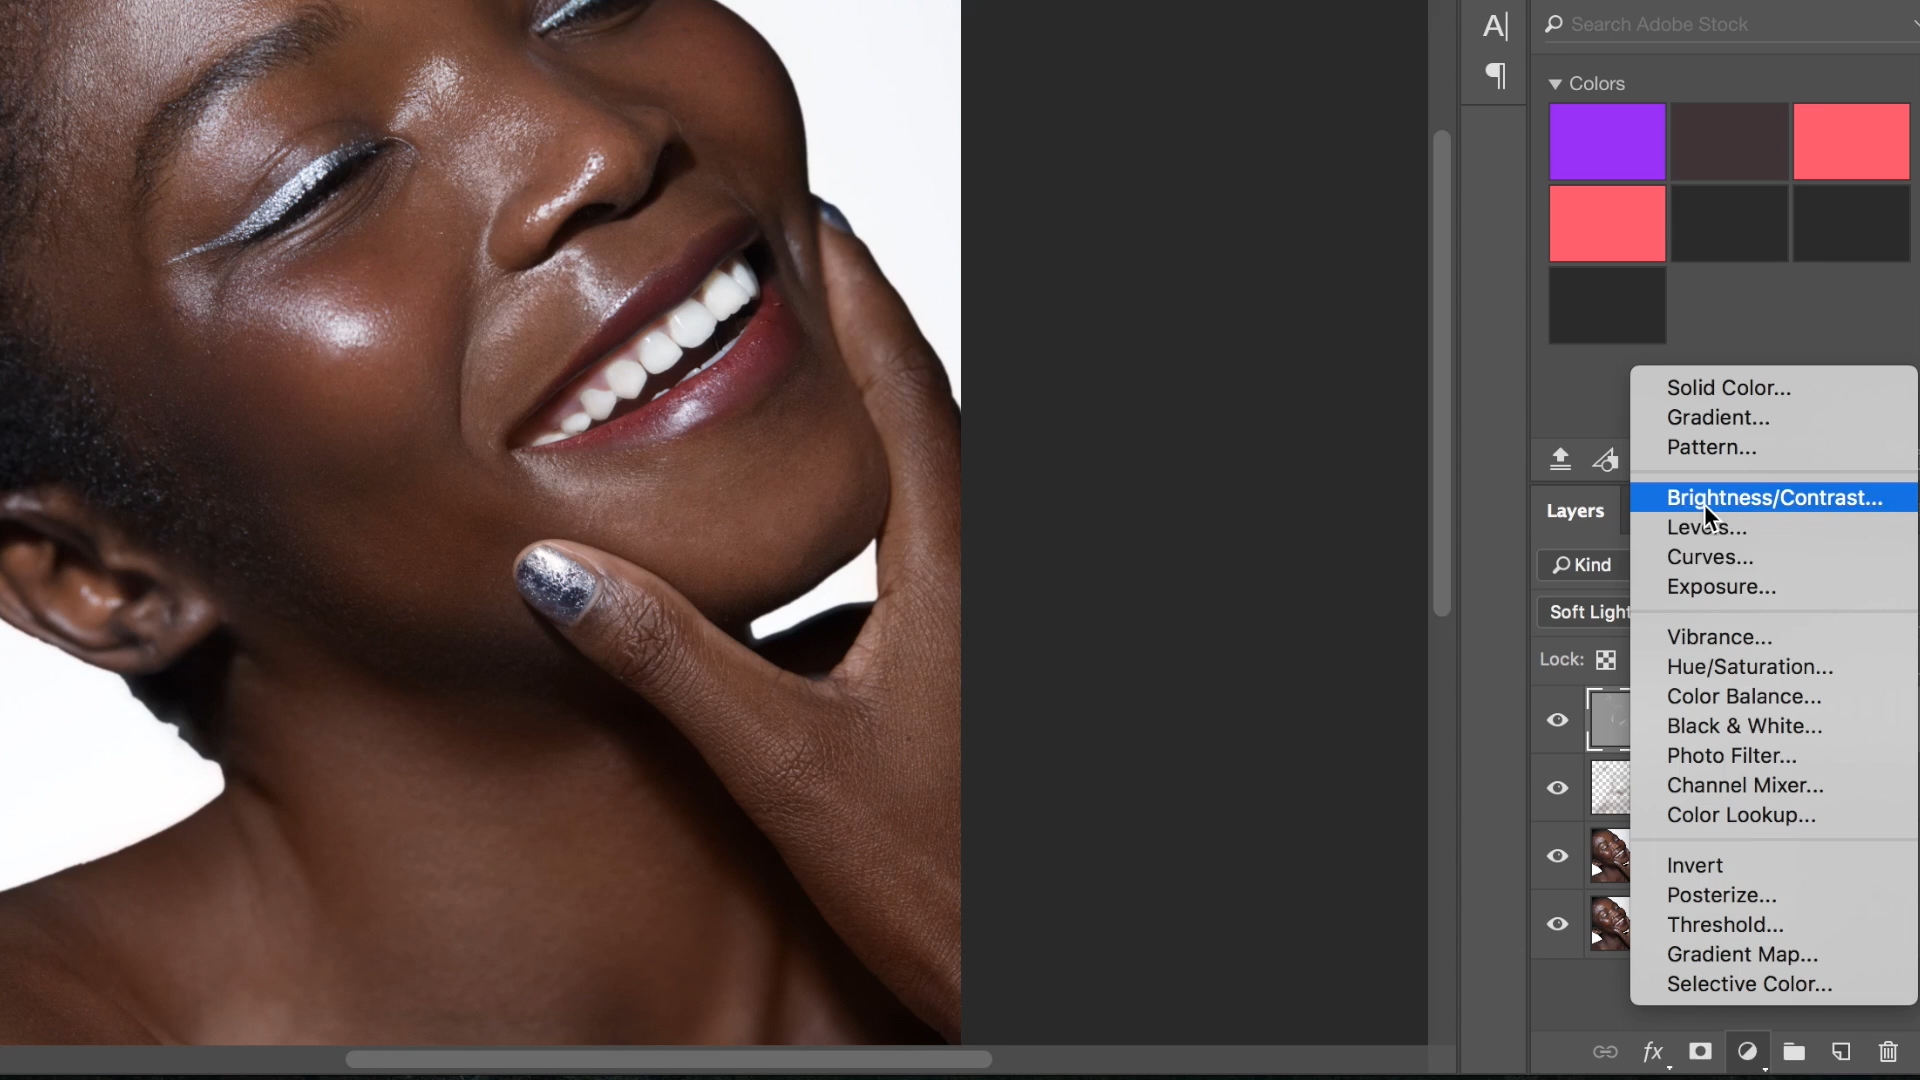 Search Adobe Stock
Colors
Solid Color...
Gradient...
Pattern...
Brightness/Contrast...
Layers
Levels...
Curves...
Kind
Exposure...
Soft Light
Vibrance...
Lock:
Hue/Saturation...
Color Balance...
Black & White...
Photo Filter...
Channel Mixer...
Color Lookup...
Invert
Posterize...
Threshold...
Gradient Map...
Selective Color...
fx